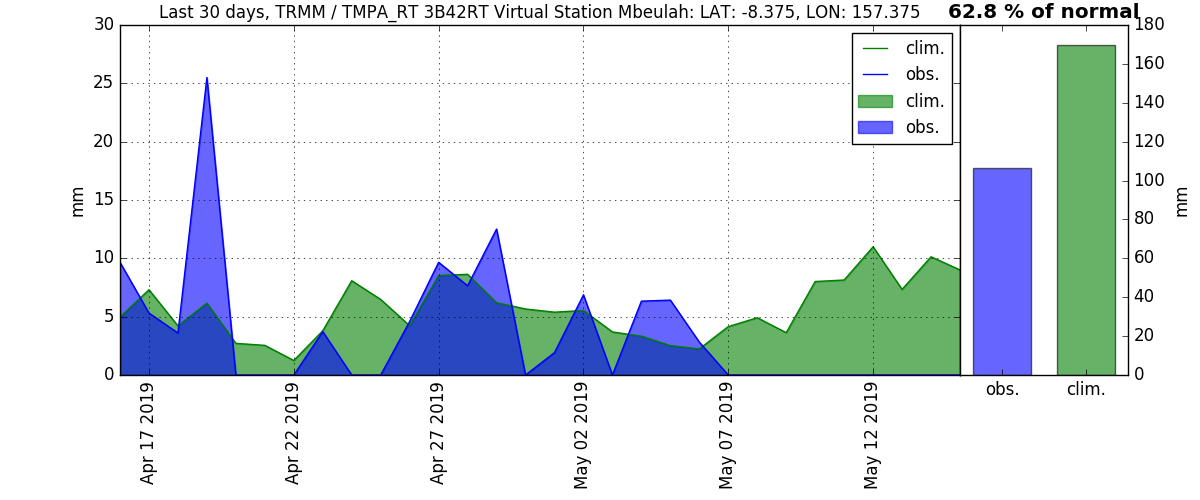 Last 30 days, TRMM / TMPA_RT 3B42RT Virtual Station Mbeulah: LAT: -8.375, LON: 157.375
62.8 % of normal
30
25
20
15
10
5
0
mm
clim.
obs.
clim.
obs.
Apr 17 2019
Apr 22 2019
Apr 27 2019
May 02 2019
May 07 2019
May 12 2019
180
160
140
120
100
80
60
40
20
0
mm
obs.
clim.